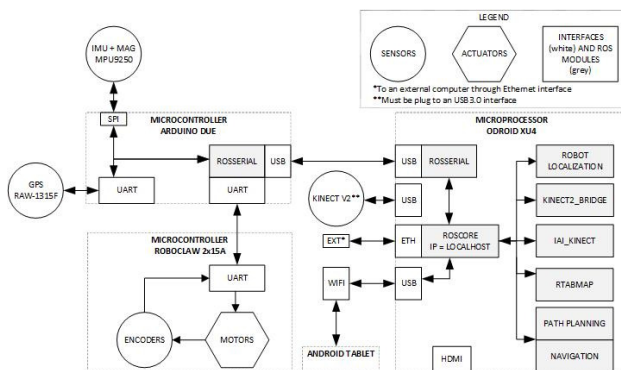 IMU + MAG
MPU9250
LEGEND
SENSORS
ACTUATORS
INTERFACES
(white) AND ROS
MODULES
(grey)
*To an external computer through Ethernet interface
**Must be plug to an USB3.0 interface
SPI
MICROCONTROLLER
ARDUINO DUE
MICROPROCESSOR
ODROID XU4
ROSSERIAL
USB
USB
ROSSERIAL
ROBOT
LOCALIZATION
GPS
RAW-1315F
UART
UART
KINECT V2**
USB
KINECT2_BRIDGE
MICROCONTROLLER
ROBOCLAW 2x15A
EXT*
ETH
ROSCORE
IP = LOCALHOST
IAI_KINECT
UART
WIFI
USB
RTABMAP
ENCODERS
MOTORS
PATH PLANNING
ANDROID TABLET
HDMI
NAVIGATION